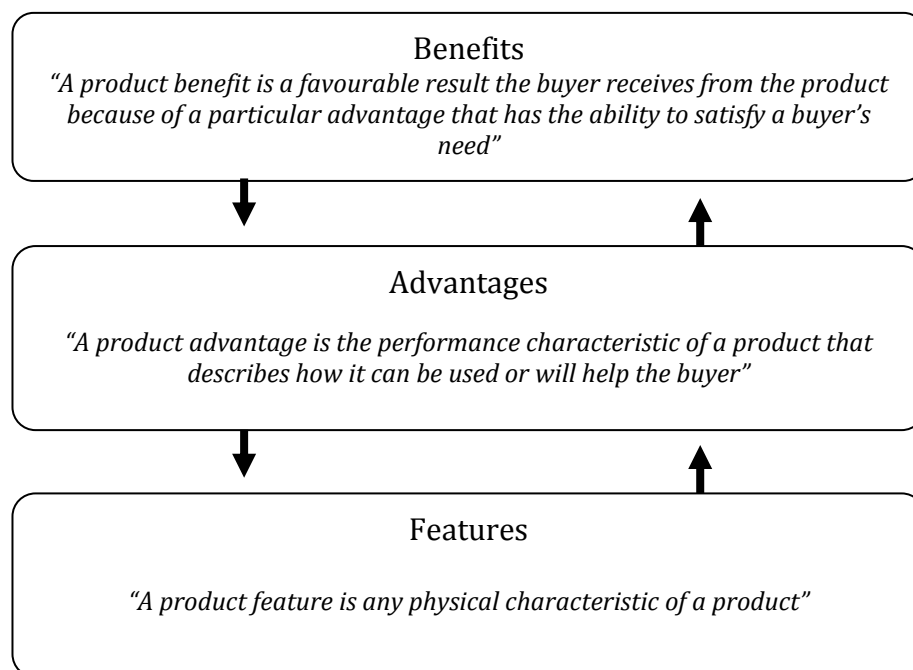 Benefits
“A product benefit is a favourable result the buyer receives from the product
because of a particular advantage that has the ability to satisfy a buyer’s
need”
Advantages
“A product advantage is the performance characteristic of a product that
describes how it can be used or will help the buyer”
Features
“A product feature is any physical characteristic of a product”